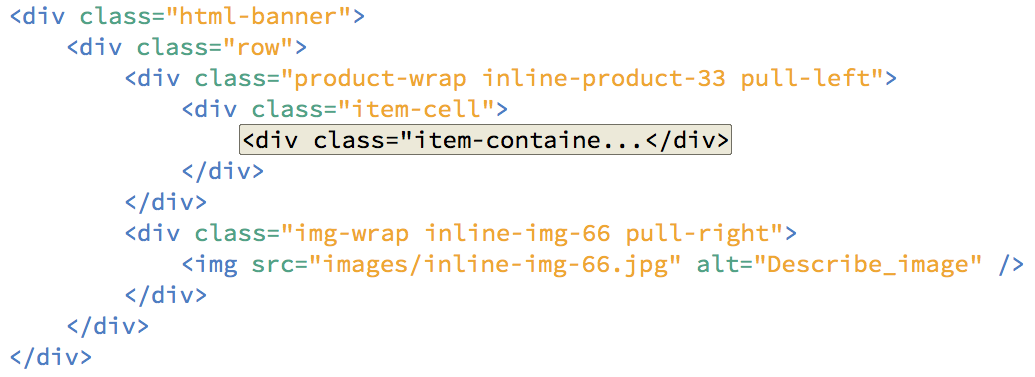 <div class="html-banner">
    <div class="row">
        <div class="product-wrap inline-product-33 pull-left">
            <div class="item-cell">
                <div class="item-containe...</div>
            </div>
        </div>
        <div class="img-wrap inline-img-66 pull-right">
            <img src="images/inline-img-66.jpg" alt="Describe_image" />
        </div>
    </div>
</div>